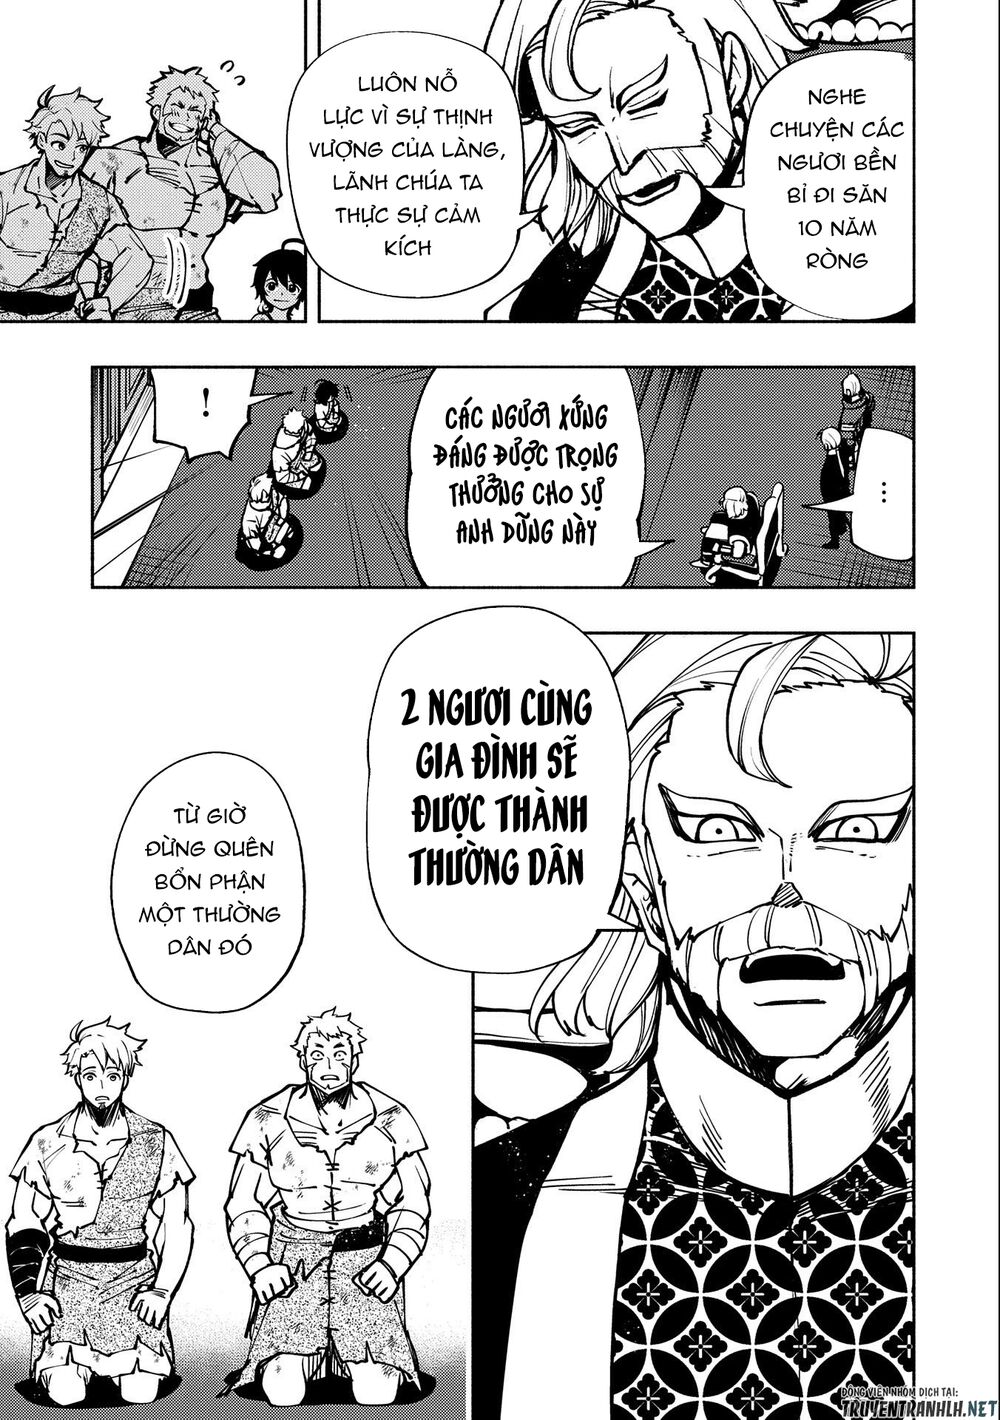 NGHE
CHUYỆN CÁC
NGƯƠI BỀN
BỈ ĐI SĂN
10 NĂM
RÒNG
LUÔN NỖ
LỰC VÌ SỰ THỊNH
VƯỢNG CỦA LÀNG,
LÃNH CHÚA TA
THỰC SỰ CẢM
KÍCH
...
CÁC NGƯƠI XỨNG
ĐÁNG ĐƯỢC TRỌNG
THƯỞNG CHO SỰ
ANH DŨNG NÀY
!
2 NGƯƠI CÙNG
GIA ĐÌNH SẼ
ĐƯỢC THÀNH
THƯỜNG DÂN
TỪ GIỜ
ĐỪNG QUÊN
BỔN PHẬN
MỘT THƯỜNG
DÂN ĐÓ
ĐỘNG VIÊN NHÓM DỊCH TẠI:
TRUYENTRANHLH.NET